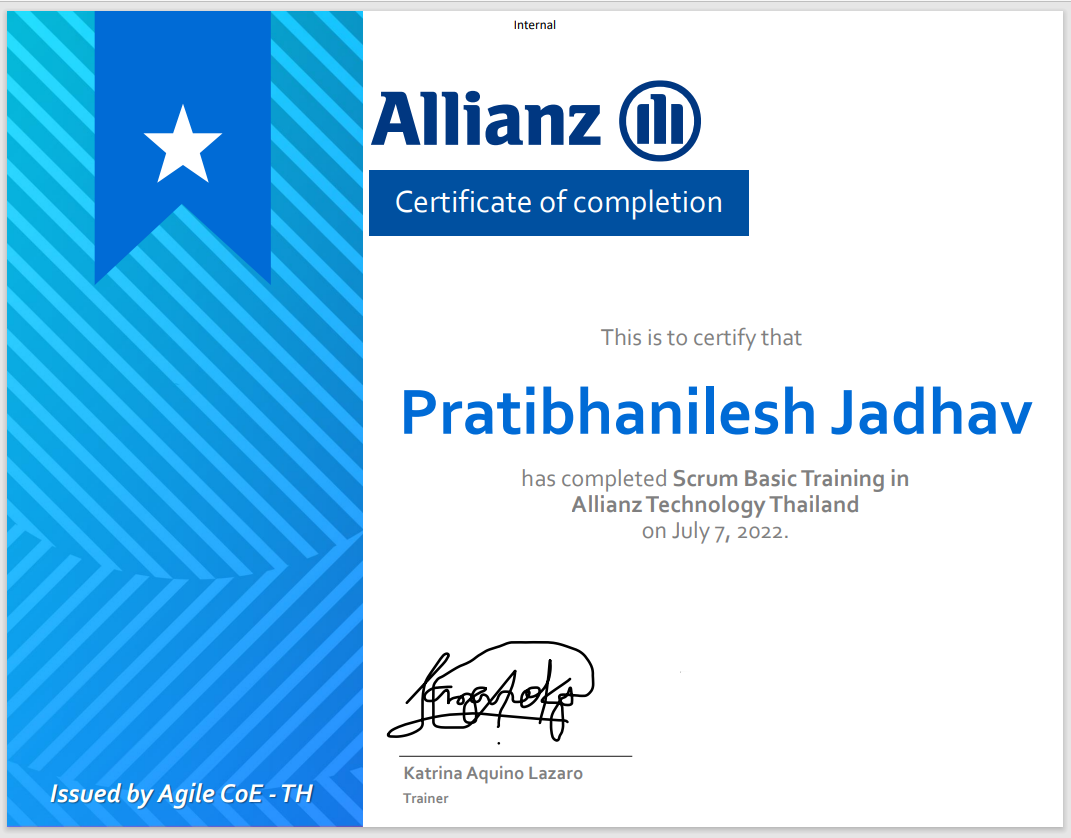 Internal
Allianz
Certificate of completion
This is to certify that
Pratibhanilesh Jadhav
has completed Scrum Basic Training in
Allianz Technology Thailand
on July 7, 2022.
Katrina Aquino Lazaro
Trainer
Issued by Agile CoE - TH